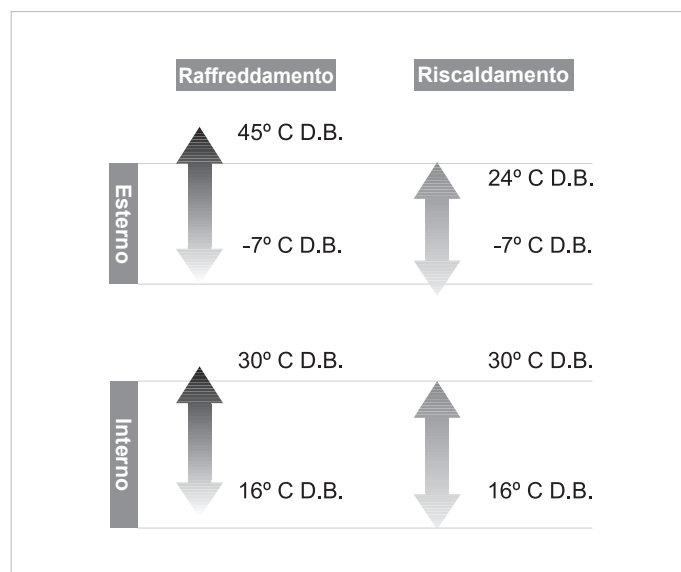 Raffreddamento
Riscaldamento
Esterno
45º C D.B.
24º C D.B.
-7º C D.B.
-7º C D.B.
Interno
30º C D.B.
30º C D.B.
16º C D.B.
16º C D.B.